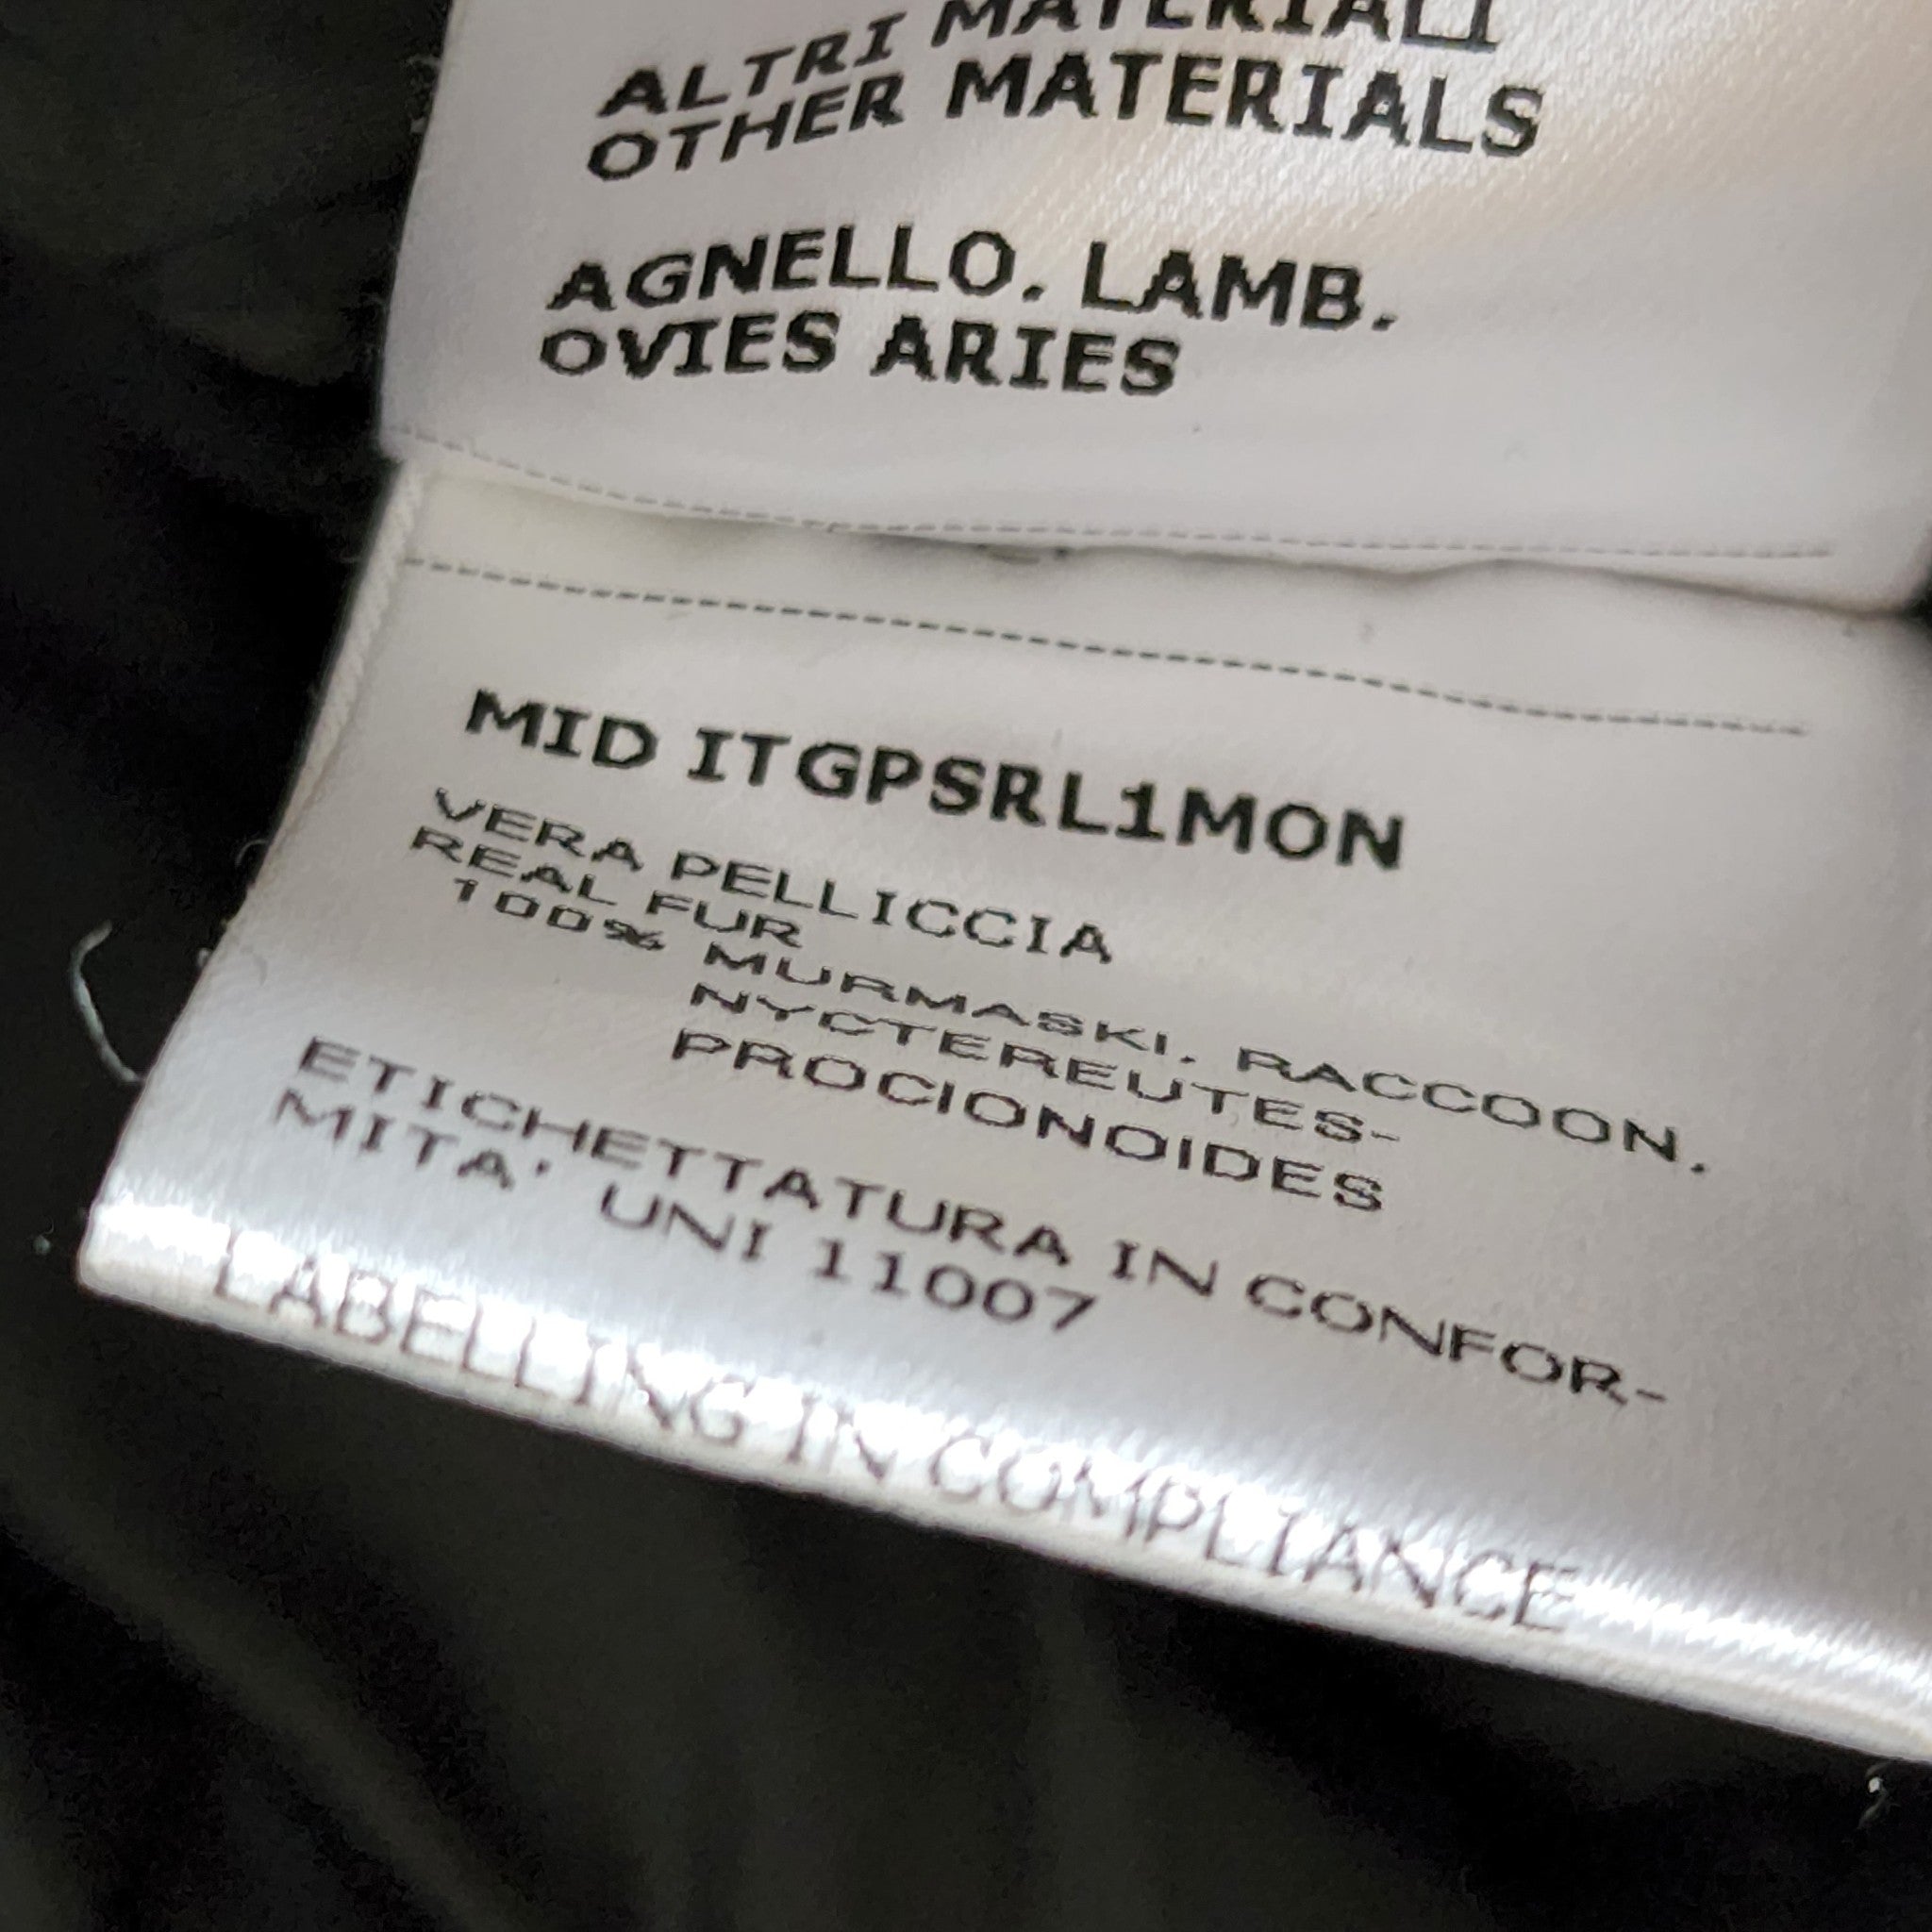 ALTRI MATERIALI
OTHER MATERIALS
AGNELLO. LAMB.
OVIES ARIES
MID ITGPSRL1MON
VERA PELLICCIA
REAL FUR
100% MURMASKI. RACCOON.
NYCTEREUTES-
PROCIONOIDES
ETICHETTATURA IN CONFOR-
MITA' UNI 11007
LABELLING IN COMPLIANCE